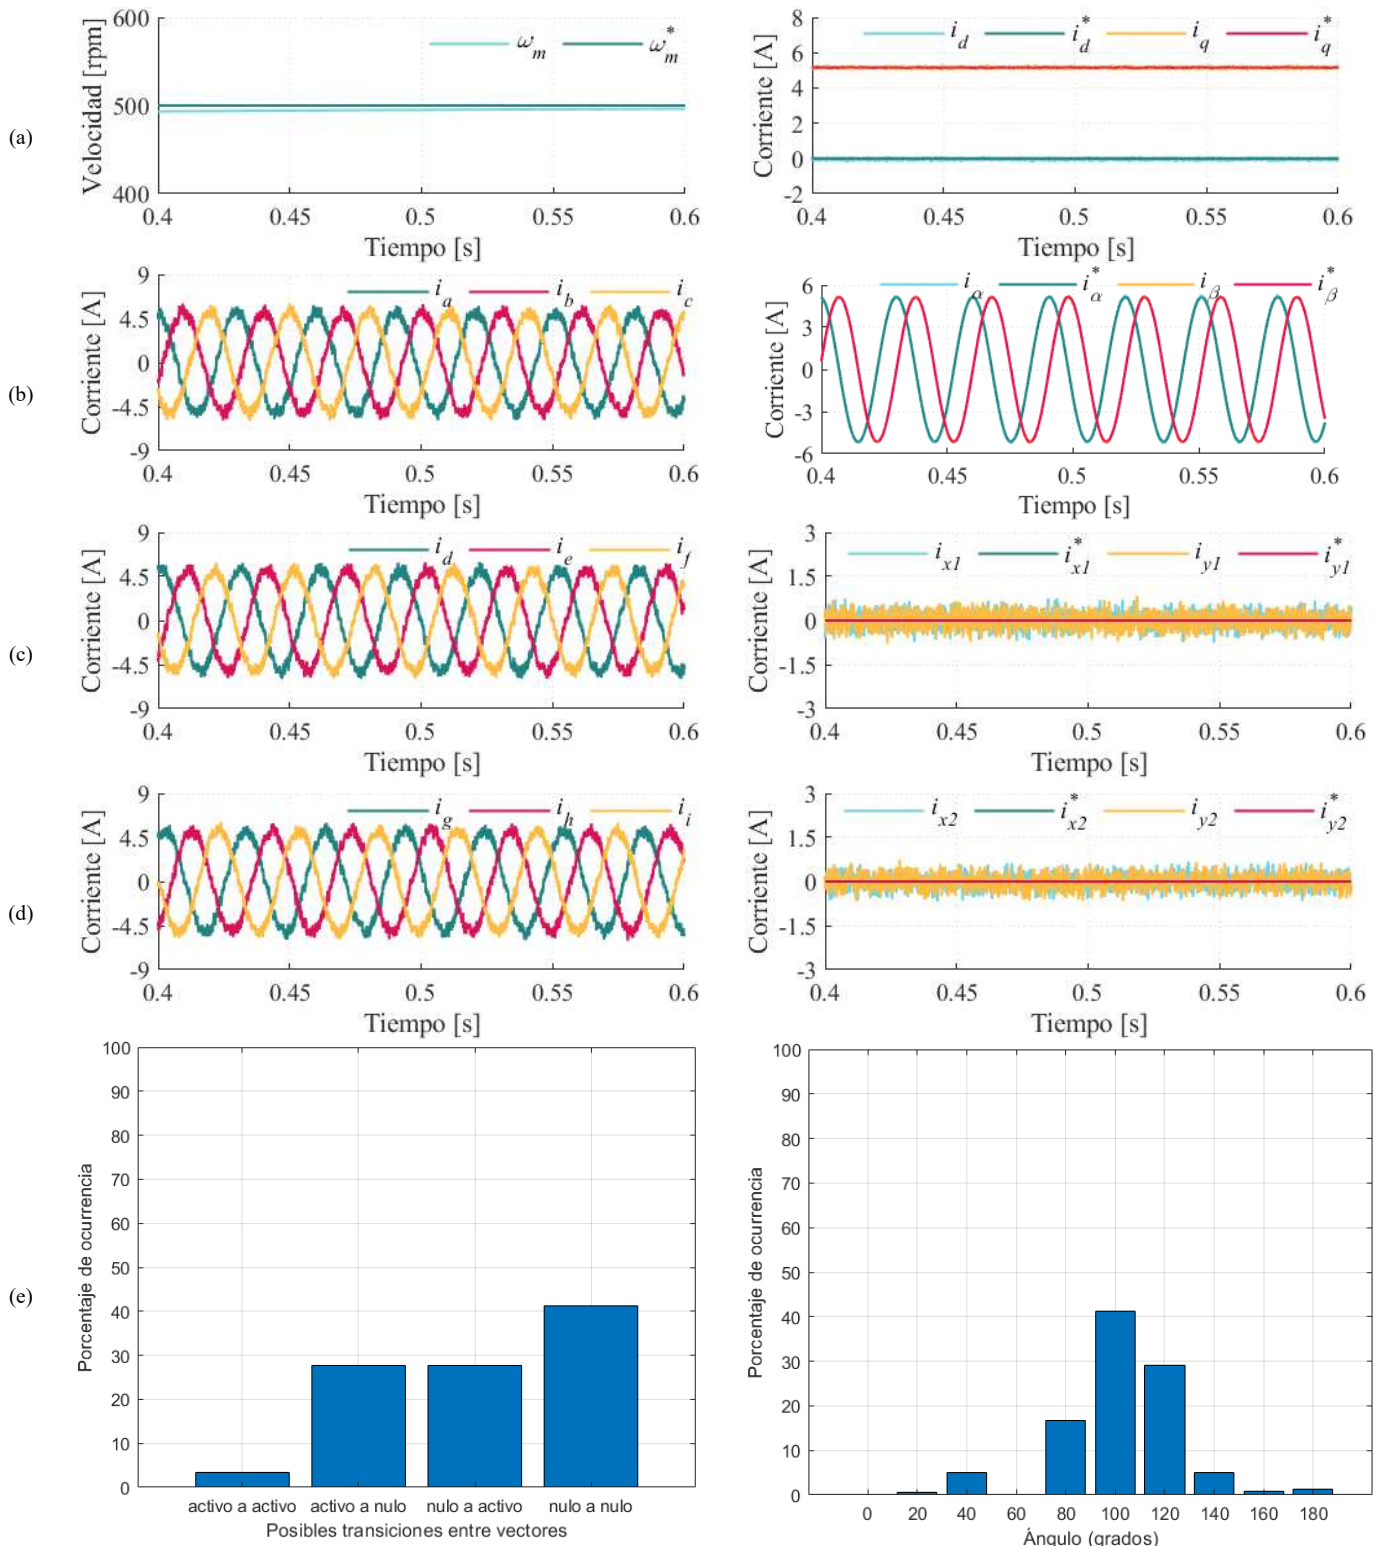 (a)
600
500
400
Velocidad [rpm]
ω_m ω_m^*
0.4 0.45 0.5 0.55 0.6
Tiempo [s]
8
6
4
2
0
-2
Corriente [A]
i_d i_d^* i_q i_q^*
0.4 0.45 0.5 0.55 0.6
Tiempo [s]
(b)
9
4.5
0
-4.5
-9
Corriente [A]
i_a i_b i_c
0.4 0.45 0.5 0.55 0.6
Tiempo [s]
6
3
0
-3
-6
Corriente [A]
i_α i_α^* i_β i_β^*
0.4 0.45 0.5 0.55 0.6
Tiempo [s]
(c)
9
4.5
0
-4.5
-9
Corriente [A]
i_d i_e i_f
0.4 0.45 0.5 0.55 0.6
Tiempo [s]
3
1.5
0
-1.5
-3
Corriente [A]
i_x1 i_x1^* i_y1 i_y1^*
0.4 0.45 0.5 0.55 0.6
Tiempo [s]
(d)
9
4.5
0
-4.5
-9
Corriente [A]
i_g i_h i_i
0.4 0.45 0.5 0.55 0.6
Tiempo [s]
3
1.5
0
-1.5
-3
Corriente [A]
i_x2 i_x2^* i_y2 i_y2^*
0.4 0.45 0.5 0.55 0.6
Tiempo [s]
(e)
100
90
80
70
60
50
40
30
20
10
0
Porcentaje de ocurrencia
activo a activo activo a nulo nulo a activo nulo a nulo
Posibles transiciones entre vectores
100
90
80
70
60
50
40
30
20
10
0
Porcentaje de ocurrencia
0 20 40 60 80 100 120 140 160 180
Ángulo (grados)